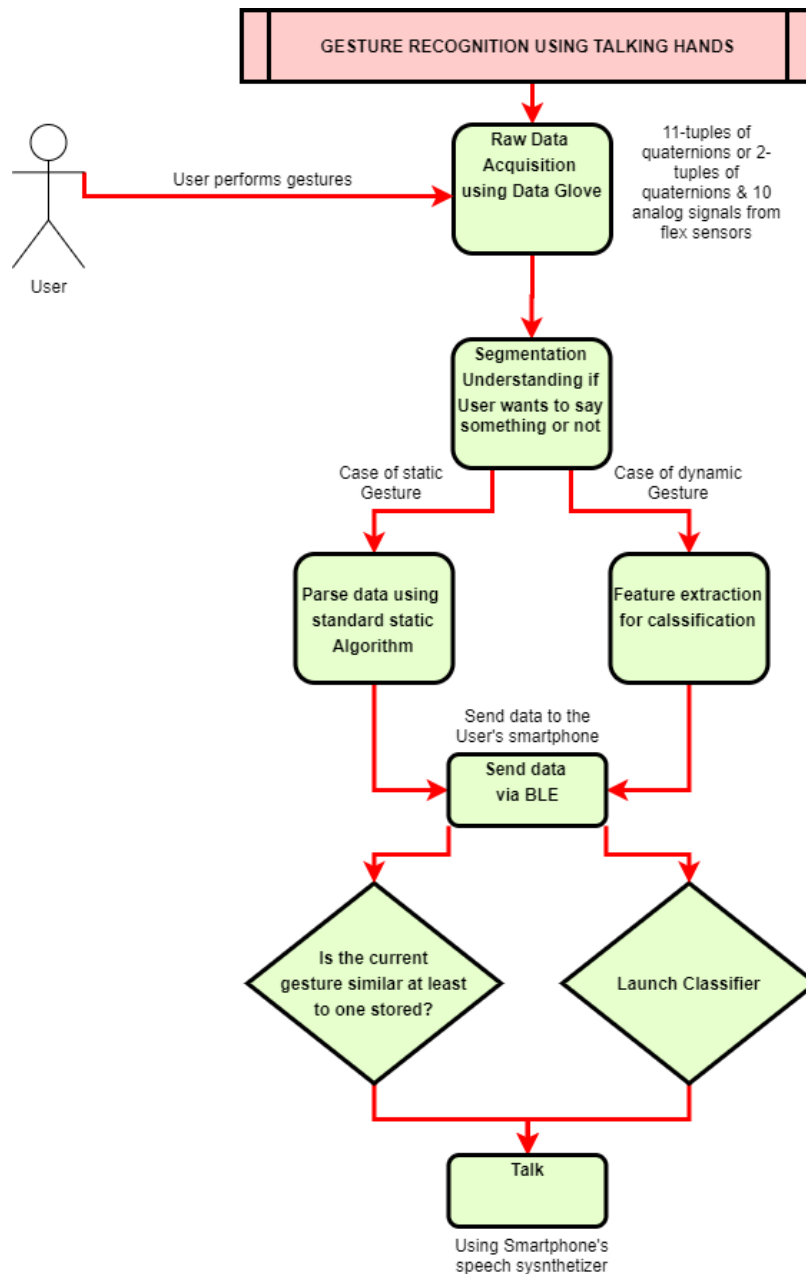 GESTURE RECOGNITION USING TALKING HANDS
Raw Data
Acquisition
using Data Glove
11-tuples of
quaternions or 2-
tuples of
quaternions & 10
analog signals from
flex sensors
User performs gestures
User
Segmentation
Understanding if
User wants to say
something or not
Case of static
Gesture
Case of dynamic
Gesture
Parse data using
standard static
Algorithm
Feature extraction
for calssification
Send data to the
User's smartphone
Send data
via BLE
Is the current
gesture similar at least
to one stored?
Launch Classifier
Talk
Using Smartphone's
speech sysnthetizer